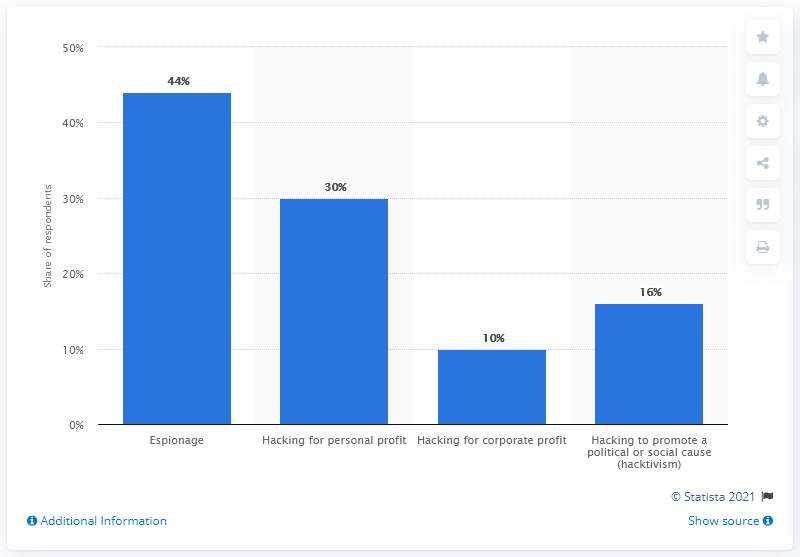 50%
44%
40%
30%
30%
20%
16%
10%
10%
0%
Share of respondents
Espionage
Hacking for personal profit
Hacking for corporate profit
Hacking to promote a
political or social cause
(hacktivism)
© Statista 2021
Additional Information
Show source